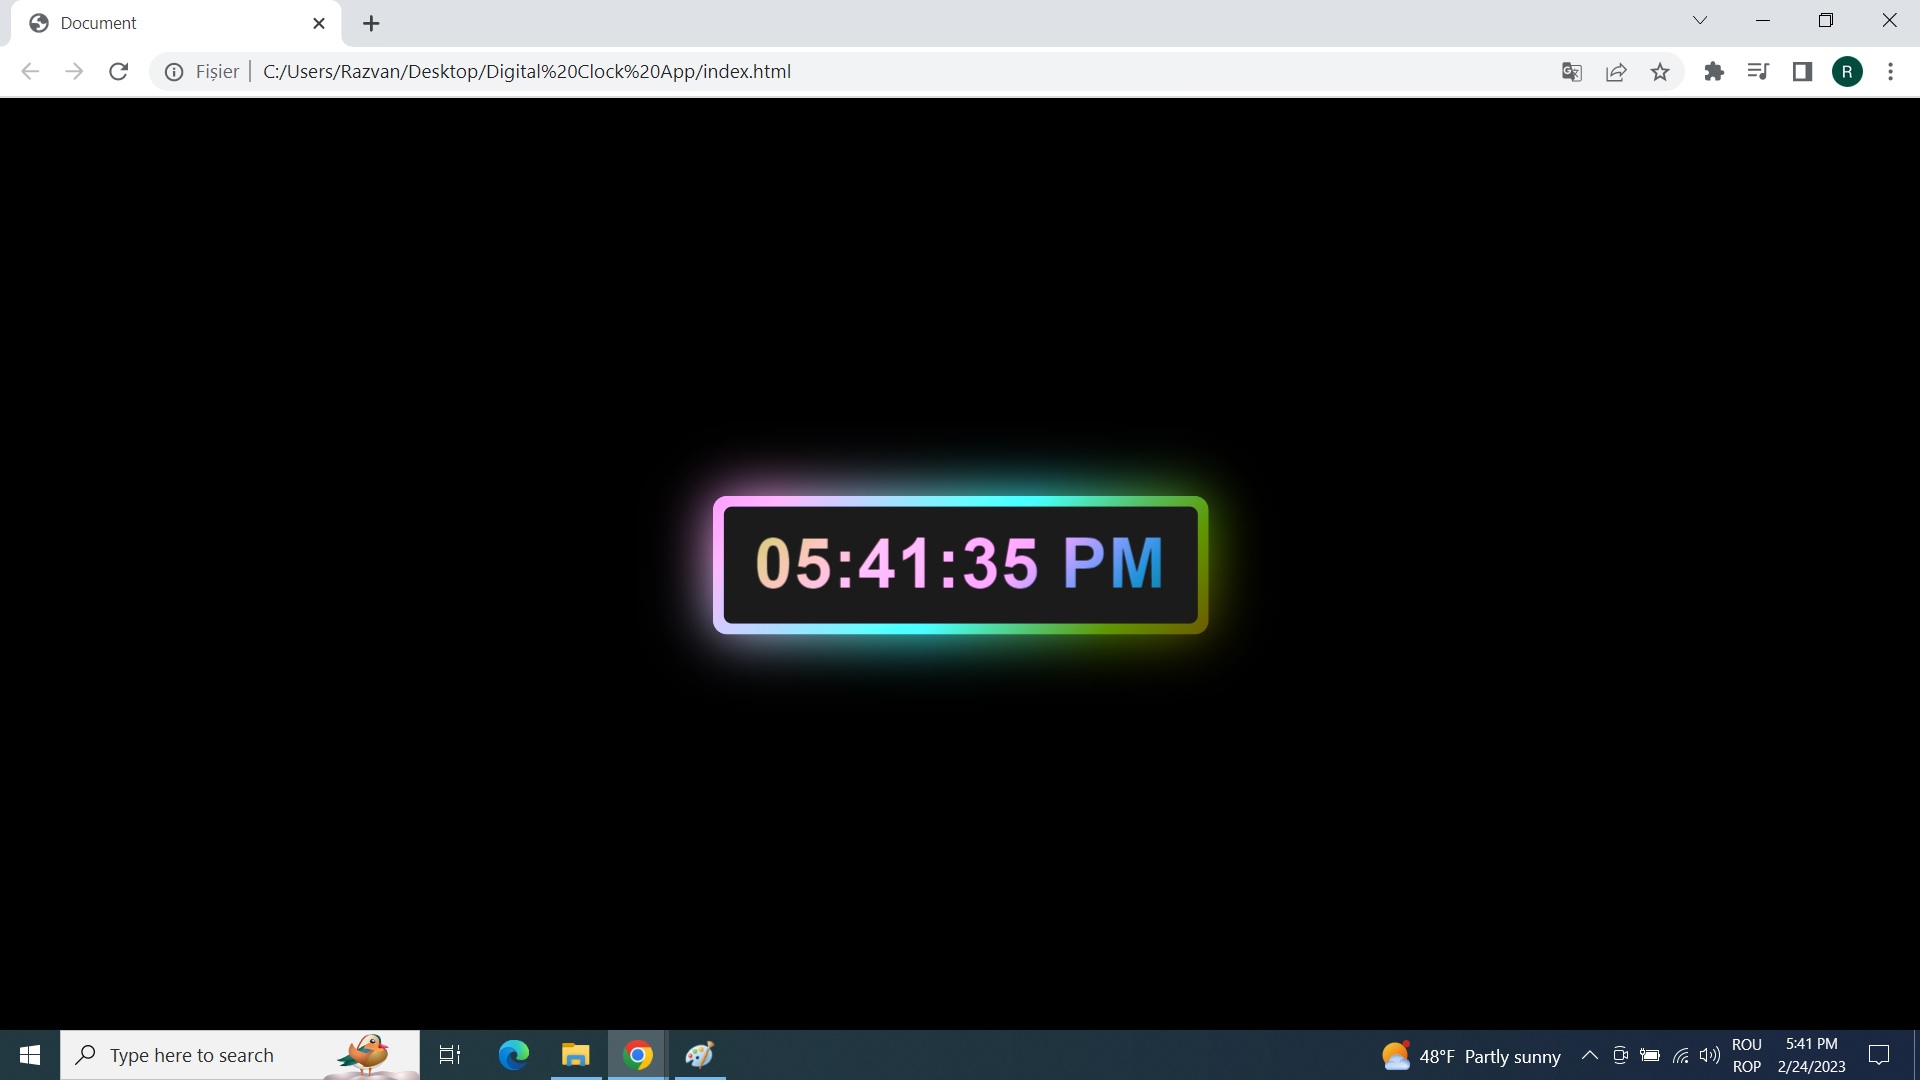 Document
Fișier C:/Users/Razvan/Desktop/Digital%20Clock%20App/index.html
R
05:41:35 PM
Type here to search
48°F Partly sunny
ROU
ROP
5:41 PM
2/24/2023